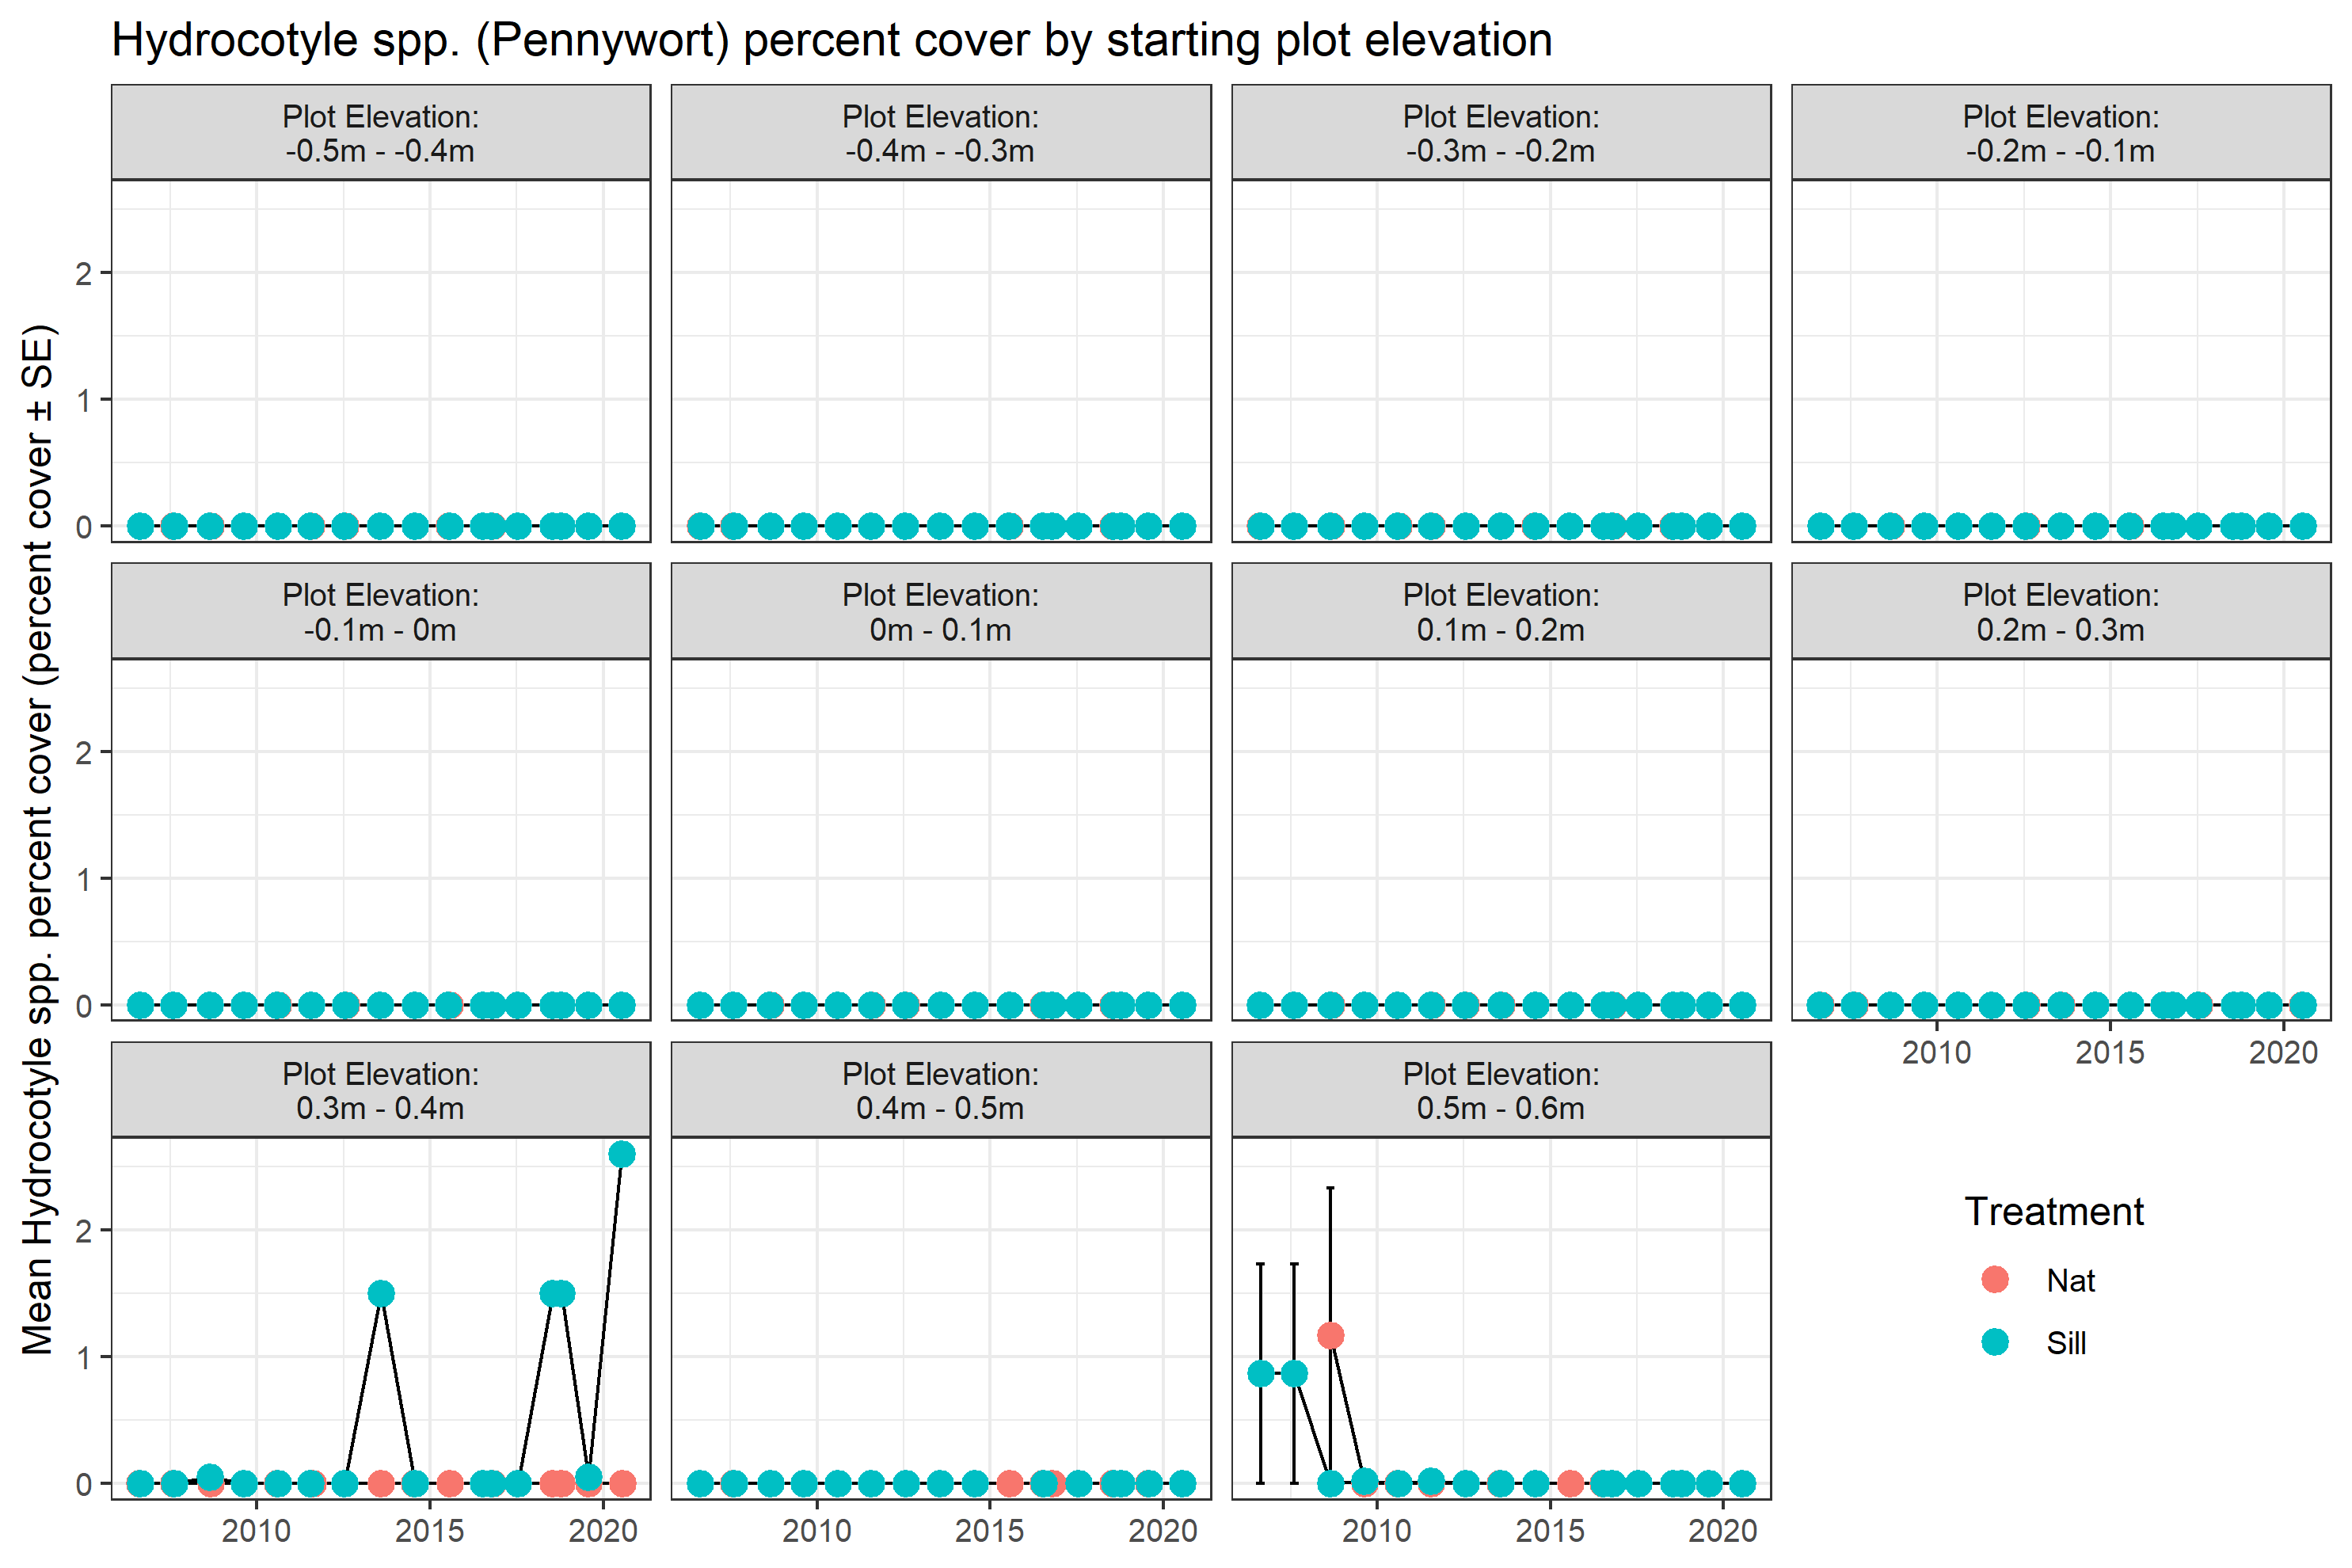 Hydrocotyle spp. (Pennywort) percent cover by starting plot elevation
Mean Hydrocotyle spp. percent cover (percent cover ± SE)
Plot Elevation:
-0.5m - -0.4m
Plot Elevation:
-0.4m - -0.3m
Plot Elevation:
-0.3m - -0.2m
Plot Elevation:
-0.2m - -0.1m
2
1
0
Plot Elevation:
-0.1m - 0m
Plot Elevation:
0m - 0.1m
Plot Elevation:
0.1m - 0.2m
Plot Elevation:
0.2m - 0.3m
2
1
0
2010 2015 2020
Plot Elevation:
0.3m - 0.4m
Plot Elevation:
0.4m - 0.5m
Plot Elevation:
0.5m - 0.6m
2
1
0
2010 2015 2020
2010 2015 2020
2010 2015 2020
Treatment
Nat
Sill